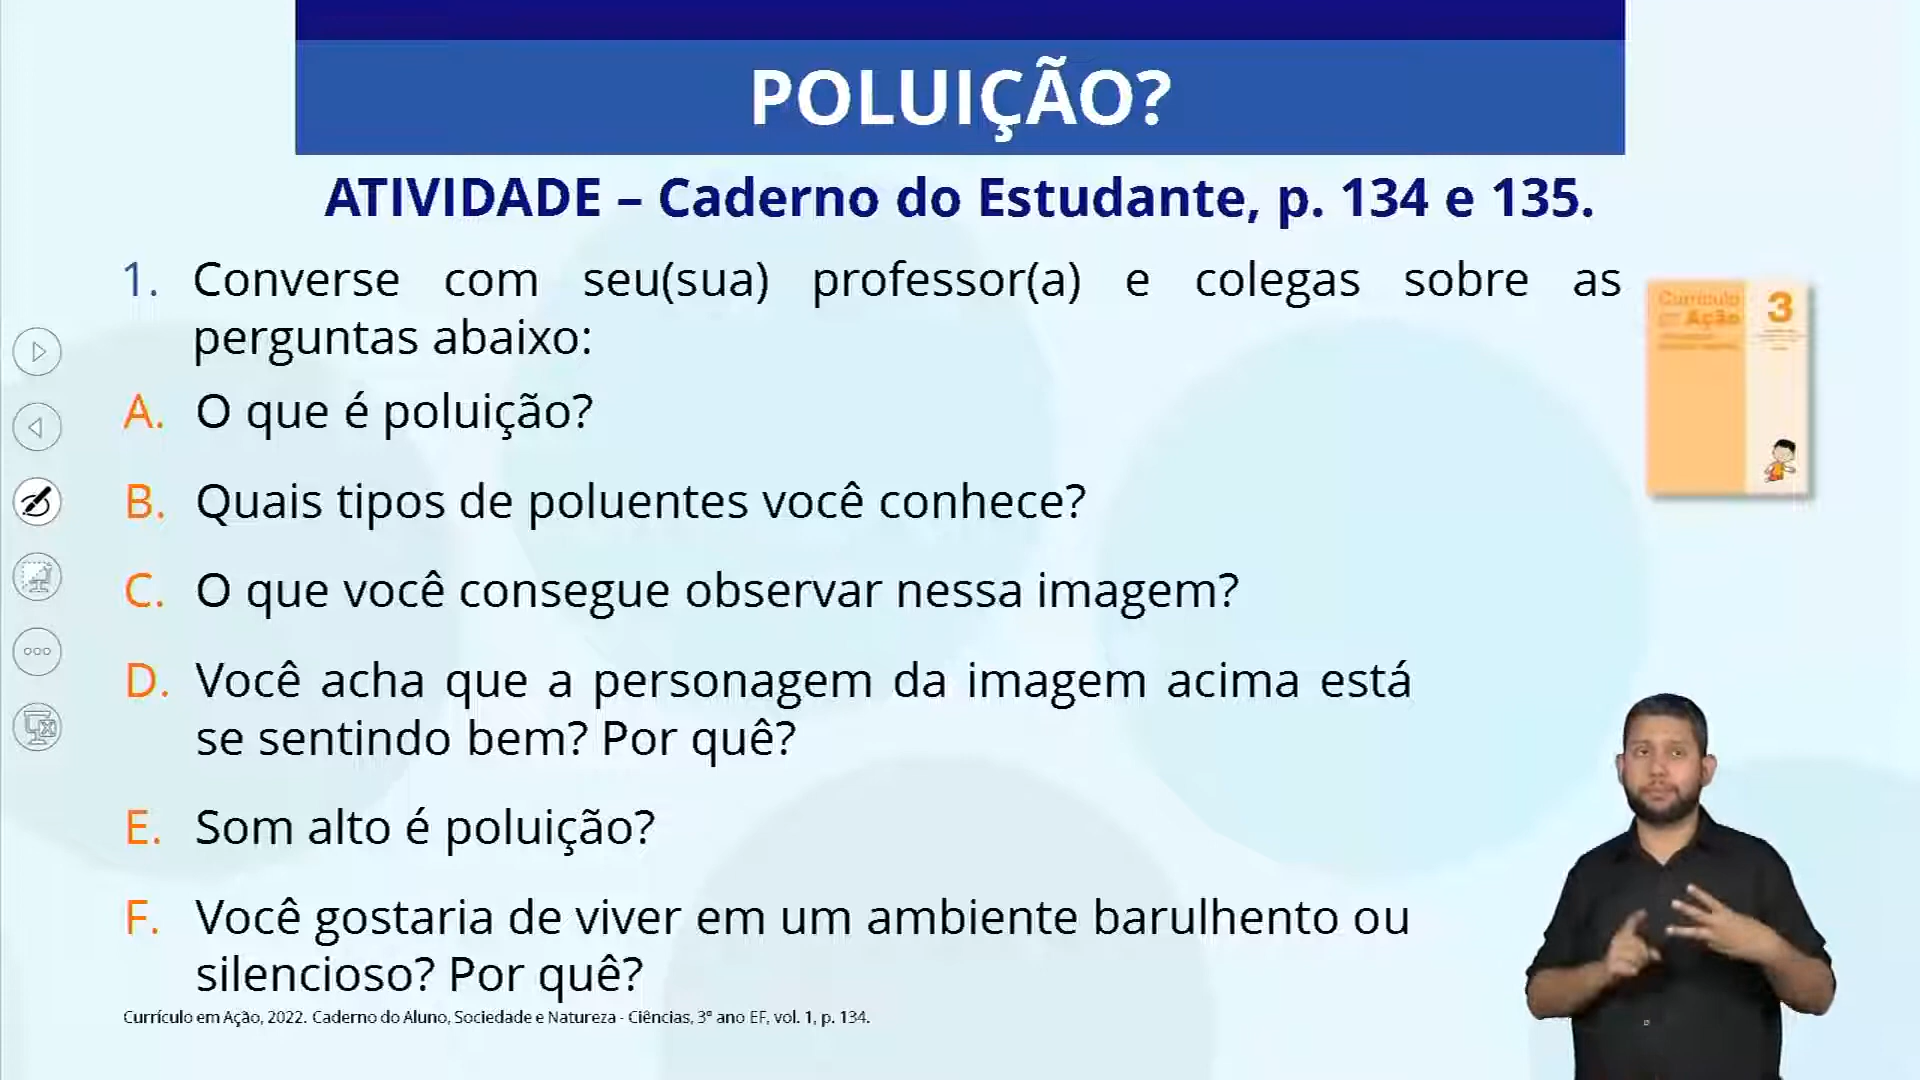 POLUIÇÃO?
ATIVIDADE – Caderno do Estudante, p. 134 e 135.
1. Converse com seu(sua) professor(a) e colegas sobre as
perguntas abaixo:
A. O que é poluição?
B. Quais tipos de poluentes você conhece?
C. O que você consegue observar nessa imagem?
D. Você acha que a personagem da imagem acima está
se sentindo bem? Por quê?
E. Som alto é poluição?
F. Você gostaria de viver em um ambiente barulhento ou
silencioso? Por quê?
Currículo em Ação, 2022. Caderno do Aluno, Sociedade e Natureza - Ciências, 3º ano EF, vol. 1, p. 134.
Currículo
em Ação
3